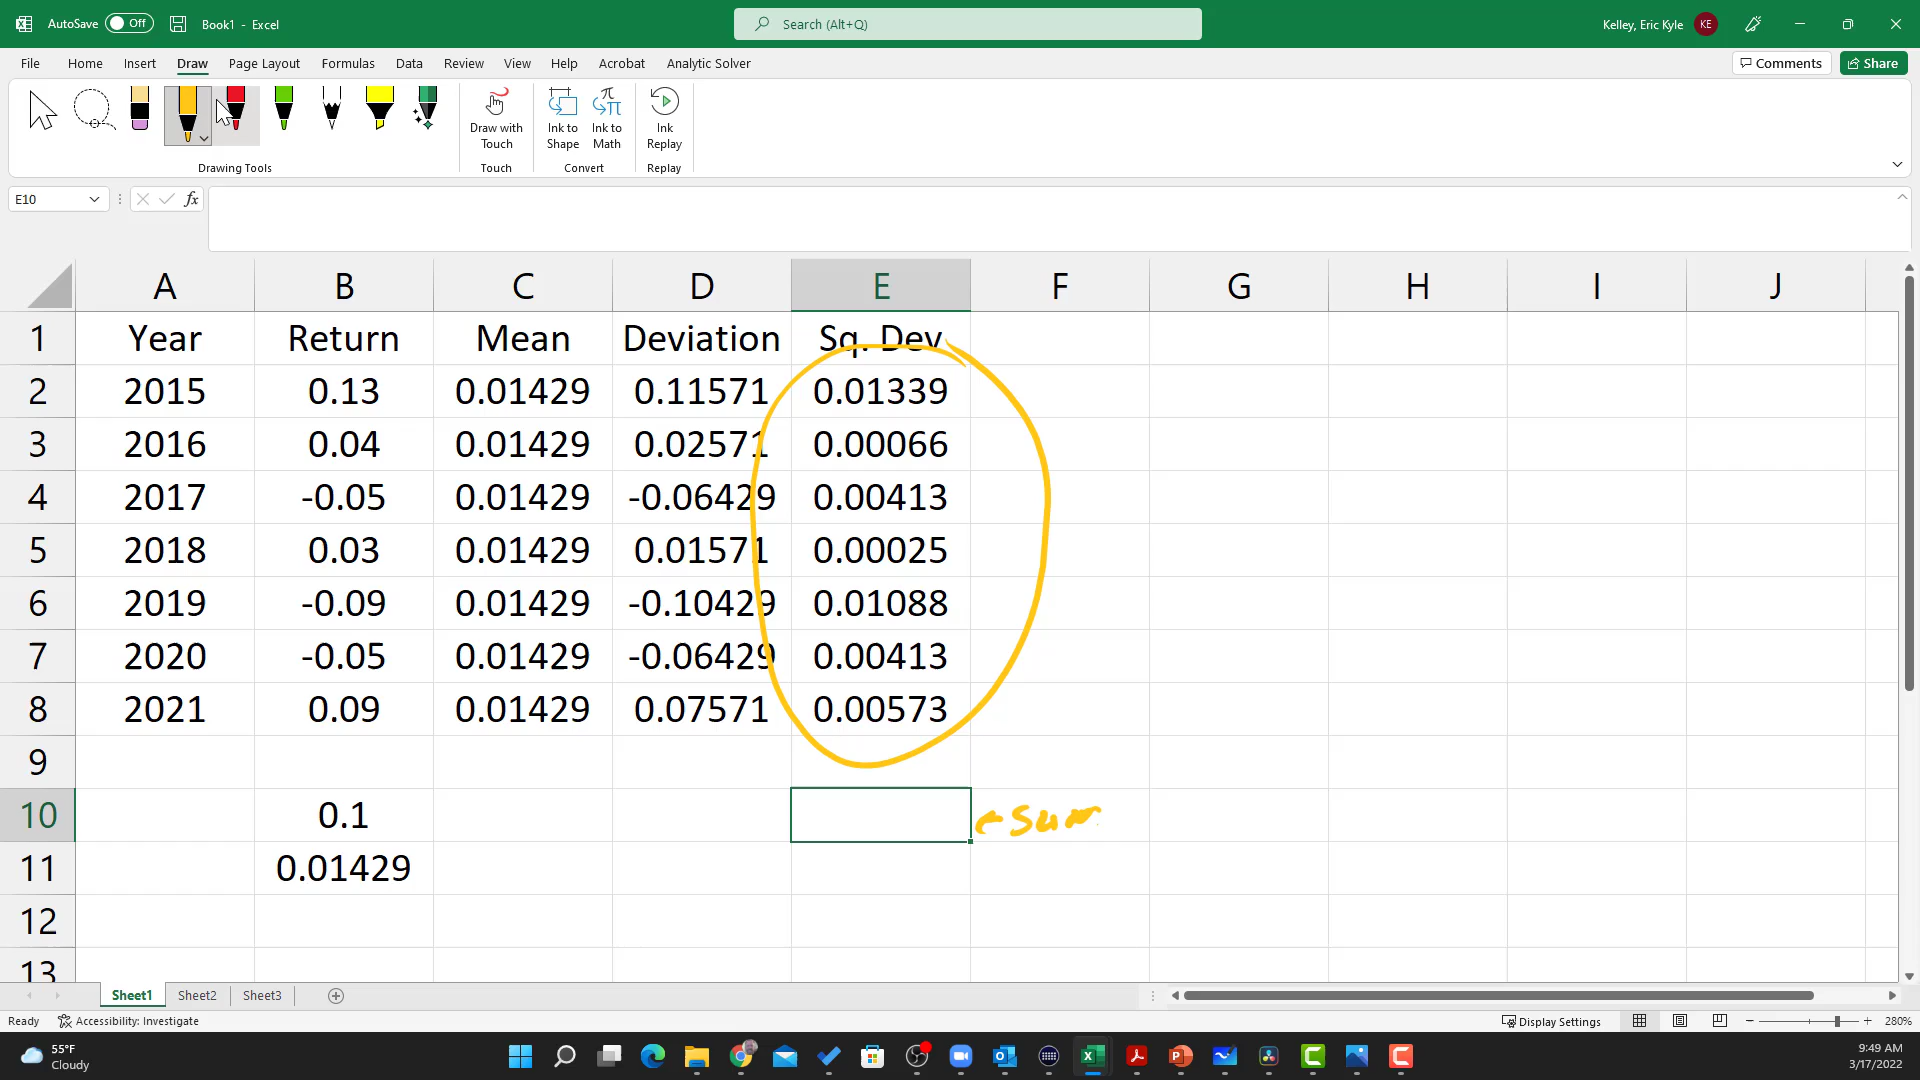 AutoSave Off Book1 - Excel Search (Alt+Q) Kelley, Eric Kyle KE
File Home Insert Draw Page Layout Formulas Data Review View Help Acrobat Analytic Solver Comments Share
Draw with Touch
Ink to Shape
Ink to Math
Ink Replay
Drawing Tools Touch Convert Replay
E10 fx
A B C D E F G H I J
1 Year Return Mean Deviation Sq. Dev
2 2015 0.13 0.01429 0.11571 0.01339
3 2016 0.04 0.01429 0.02571 0.00066
4 2017 -0.05 0.01429 -0.06429 0.00413
5 2018 0.03 0.01429 0.01571 0.00025
6 2019 -0.09 0.01429 -0.10429 0.01088
7 2020 -0.05 0.01429 -0.06429 0.00413
8 2021 0.09 0.01429 0.07571 0.00573
9
10 0.1 sum
11 0.01429
12
13
Sheet1 Sheet2 Sheet3
Ready Accessibility: Investigate Display Settings 280%
55°F 9:49 AM
Cloudy 3/17/2022